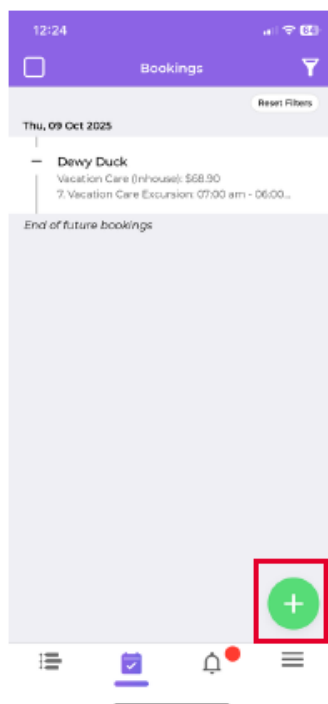 12:24
64
Bookings
Reset Filters
Thu, 09 Oct 2025
Dewy Duck
Vacation Care (Inhouse): $68.90
7. Vacation Care Excursion: 07:00 am - 06:00...
End of future bookings